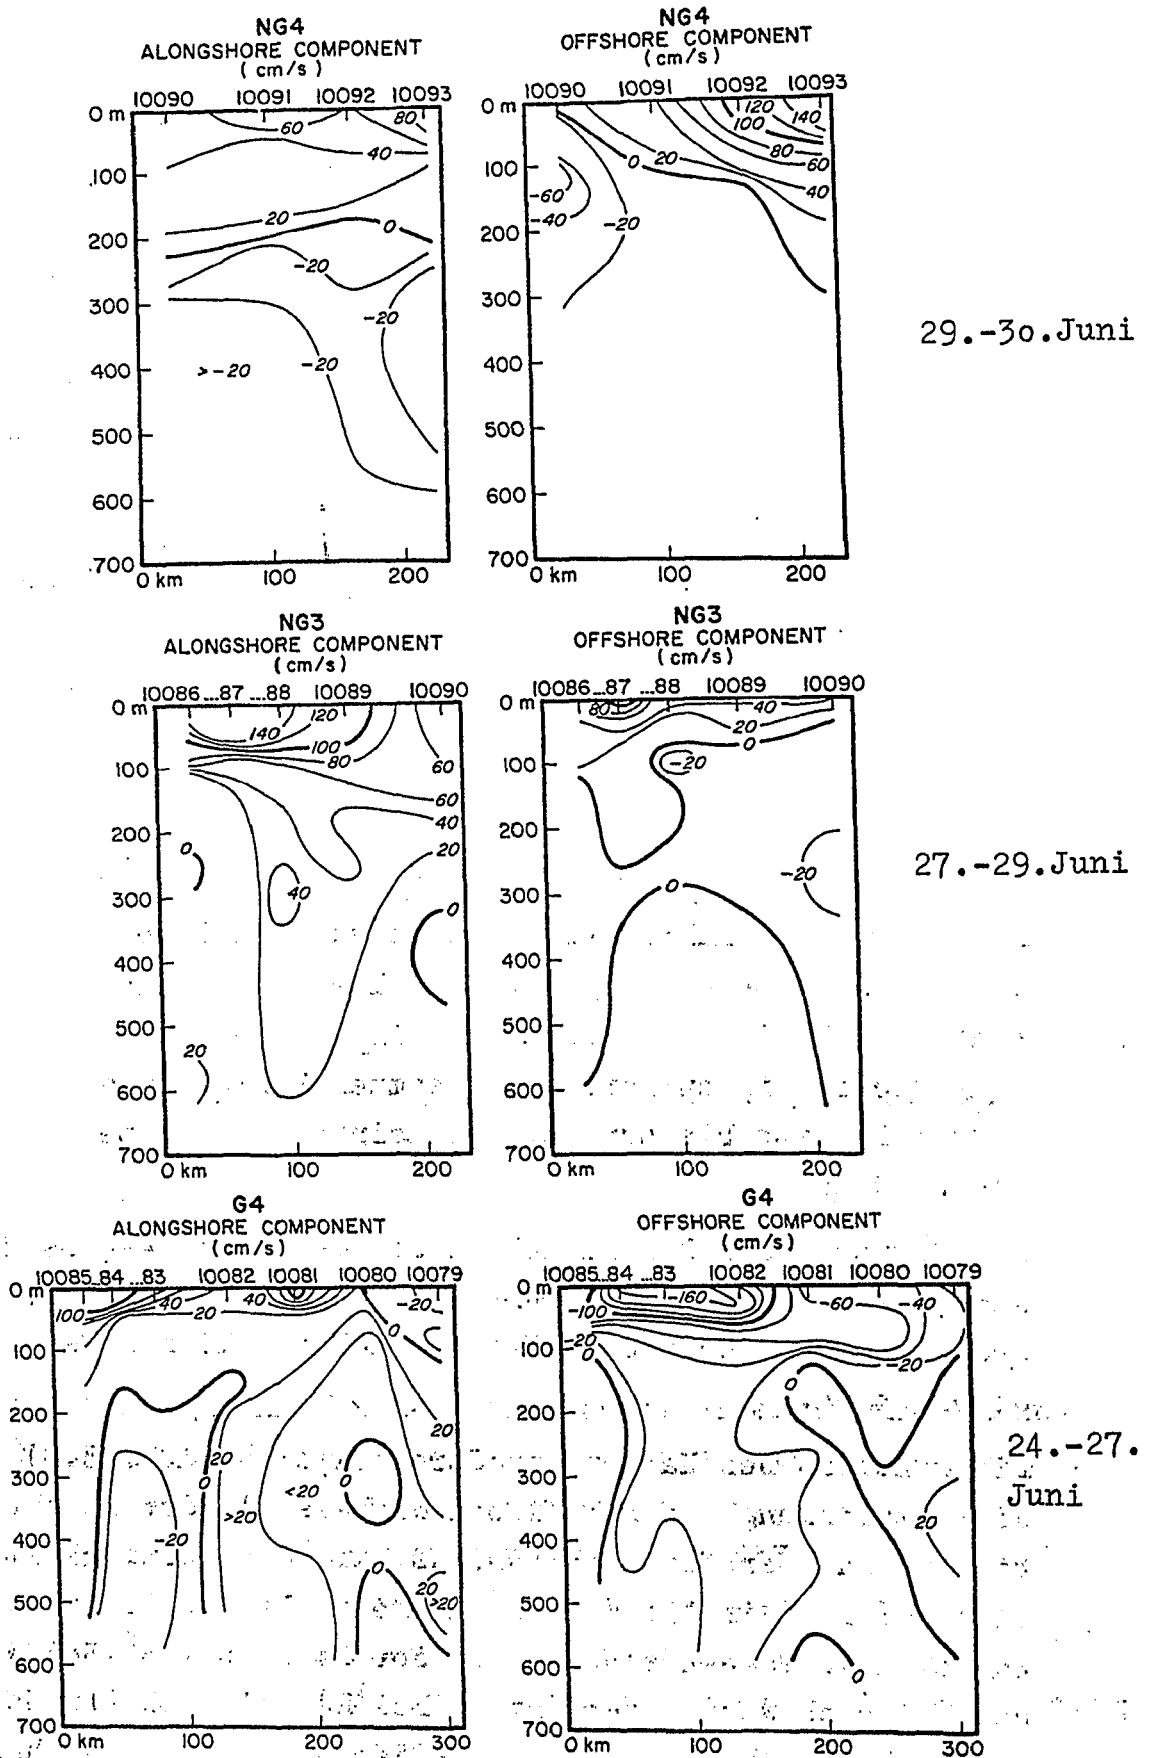 NG4
ALONGSHORE COMPONENT
(cm/s)
10090 10091 10092 10093
0 m
60
80
40
100
20
0
200
-20
300
-20
>-20
-20
400
500
600
700
0 km 100 200
NG4
OFFSHORE COMPONENT
(cm/s)
10090 10091 10092 10093
0 m
120
140
100
80
0 20
60
100
-60
40
-40
-20
200
300
400
500
600
700
0 km 100 200
29.-3o.Juni
NG3
ALONGSHORE COMPONENT
(cm/s)
10086...87 ...88 10089 10090
0 m
120
140
100
80
60
100
60
40
200
0
20
40
300
0
400
500
20
600
700
0 km 100 200
NG3
OFFSHORE COMPONENT
(cm/s)
10086...87 ...88 10089 10090
0 m
80
40
20
0
100
-20
200
-20
300
0
400
500
600
700
0 km 100 200
27.-29.Juni
G4
ALONGSHORE COMPONENT
(cm/s)
10085...84 ...83 10082 10081 10080 10079
0 m
100
40
20
40
-20
0
100
200
20
20
300
0
<20
0
>20
400
-20
0
500
20
>20
600
700
0 km 100 200 300
G4
OFFSHORE COMPONENT
(cm/s)
10085...84 ...83 10082 10081 10080 10079
0 m
-160
-100
-60
-40
-20
100
0
-20
0
200
300
20
400
500
600
0
700
0 km 100 200 300
24.-27.
Juni